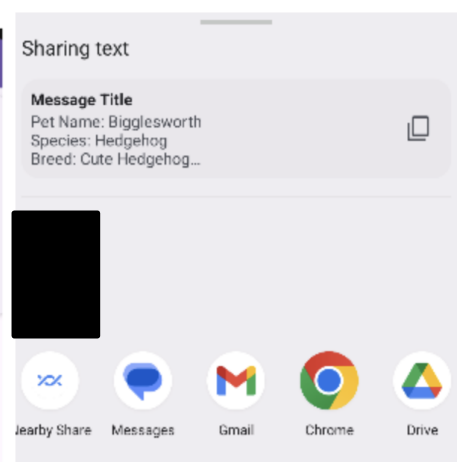 Sharing text
Message Title
Pet Name: Bigglesworth
Species: Hedgehog
Breed: Cute Hedgehog...
Nearby Share Messages Gmail Chrome Drive